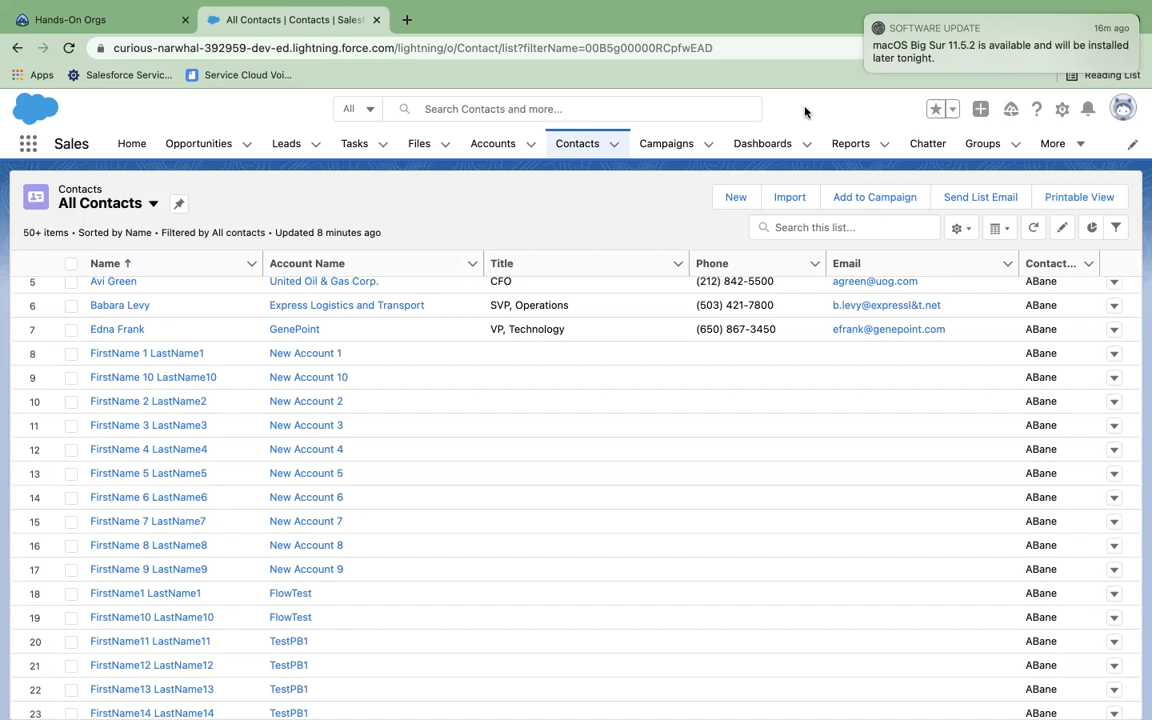 Hands-On Orgs
All Contacts | Contacts | Sales
SOFTWARE UPDATE 16m ago
macOS Big Sur 11.5.2 is available and will be installed
later tonight.
curious-narwhal-392959-dev-ed.lightning.force.com/lightning/o/Contact/list?filterName=00B5g00000RCpfwEAD
Apps Salesforce Servic... Service Cloud Voi... Reading List
All Search Contacts and more...
Sales Home Opportunities Leads Tasks Files Accounts Contacts Campaigns Dashboards Reports Chatter Groups More
Contacts
All Contacts
New Import Add to Campaign Send List Email Printable View
50+ items • Sorted by Name • Filtered by All contacts • Updated 8 minutes ago
Search this list...
Name ↑ Account Name Title Phone Email Contact...
5 Avi Green United Oil & Gas Corp. CFO (212) 842-5500 agreen@uog.com ABane
6 Babara Levy Express Logistics and Transport SVP, Operations (503) 421-7800 b.levy@expressl&t.net ABane
7 Edna Frank GenePoint VP, Technology (650) 867-3450 efrank@genepoint.com ABane
8 FirstName 1 LastName1 New Account 1 ABane
9 FirstName 10 LastName10 New Account 10 ABane
10 FirstName 2 LastName2 New Account 2 ABane
11 FirstName 3 LastName3 New Account 3 ABane
12 FirstName 4 LastName4 New Account 4 ABane
13 FirstName 5 LastName5 New Account 5 ABane
14 FirstName 6 LastName6 New Account 6 ABane
15 FirstName 7 LastName7 New Account 7 ABane
16 FirstName 8 LastName8 New Account 8 ABane
17 FirstName 9 LastName9 New Account 9 ABane
18 FirstName1 LastName1 FlowTest ABane
19 FirstName10 LastName10 FlowTest ABane
20 FirstName11 LastName11 TestPB1 ABane
21 FirstName12 LastName12 TestPB1 ABane
22 FirstName13 LastName13 TestPB1 ABane
23 FirstName14 LastName14 TestPB1 ABane